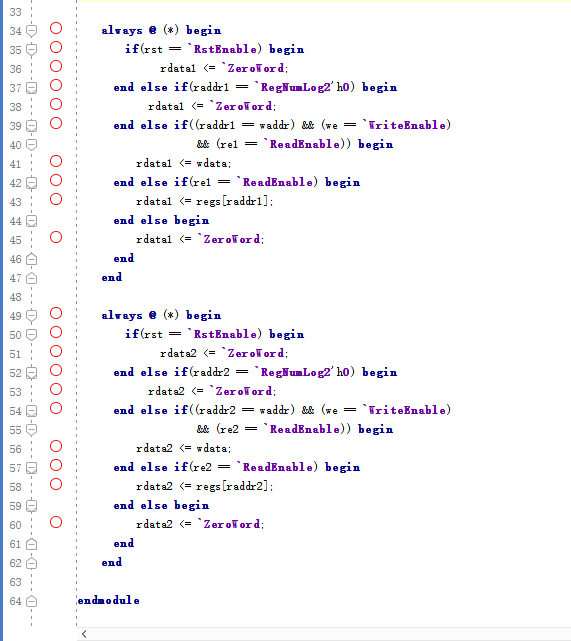 33
34 always @ (*) begin
35 if(rst == `RstEnable) begin
36 rdata1 <= `ZeroWord;
37 end else if(raddr1 == `RegNumLog2'h0) begin
38 rdata1 <= `ZeroWord;
39 end else if((raddr1 == waddr) && (we == `WriteEnable)
40 && (re1 == `ReadEnable)) begin
41 rdata1 <= wdata;
42 end else if(re1 == `ReadEnable) begin
43 rdata1 <= regs[raddr1];
44 end else begin
45 rdata1 <= `ZeroWord;
46 end
47 end
48
49 always @ (*) begin
50 if(rst == `RstEnable) begin
51 rdata2 <= `ZeroWord;
52 end else if(raddr2 == `RegNumLog2'h0) begin
53 rdata2 <= `ZeroWord;
54 end else if((raddr2 == waddr) && (we == `WriteEnable)
55 && (re2 == `ReadEnable)) begin
56 rdata2 <= wdata;
57 end else if(re2 == `ReadEnable) begin
58 rdata2 <= regs[raddr2];
59 end else begin
60 rdata2 <= `ZeroWord;
61 end
62 end
63
64 endmodule